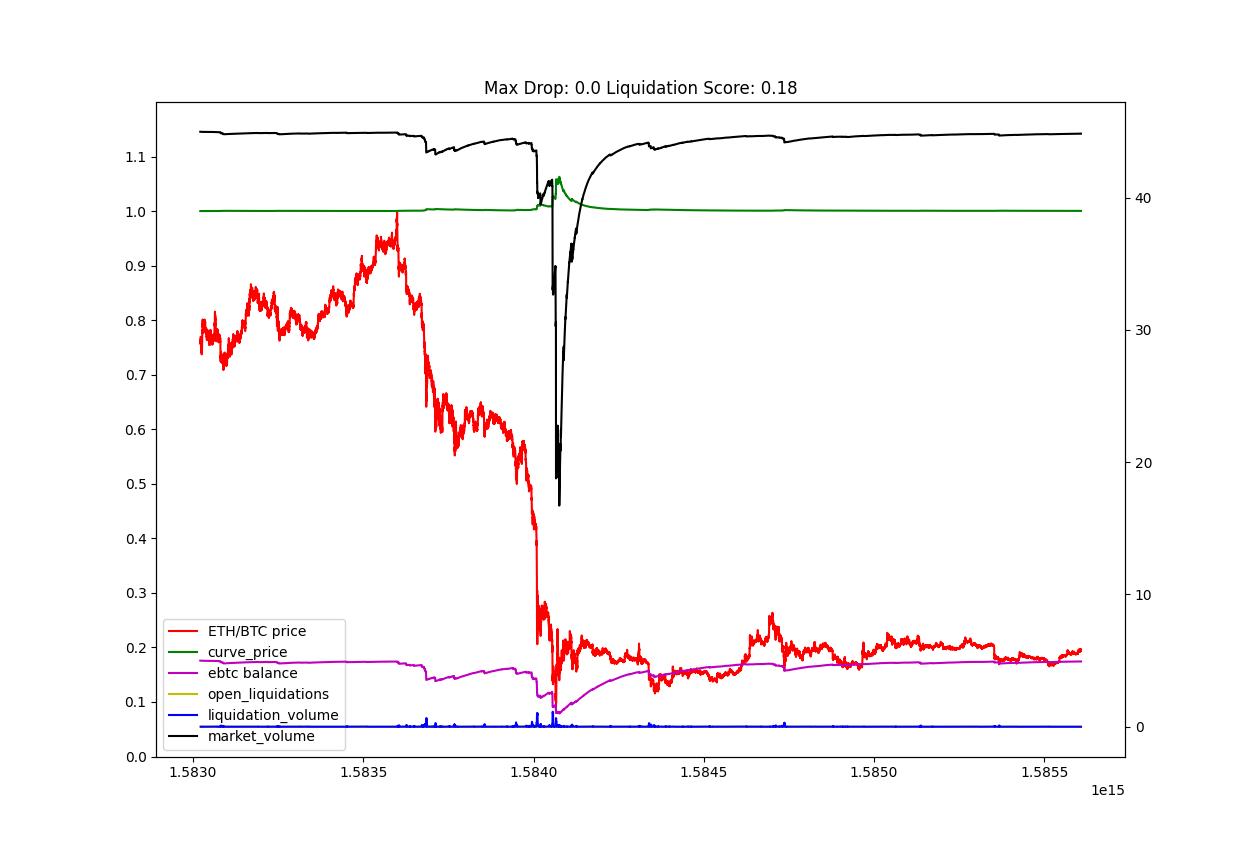 Max Drop: 0.0 Liquidation Score: 0.18
1.1
1.0
0.9
0.8
0.7
0.6
0.5
0.4
0.3
0.2
0.1
0.0
40
30
20
10
0
ETH/BTC price
curve_price
ebtc balance
open_liquidations
liquidation_volume
market_volume
1.5830 1.5835 1.5840 1.5845 1.5850 1.5855
1e15